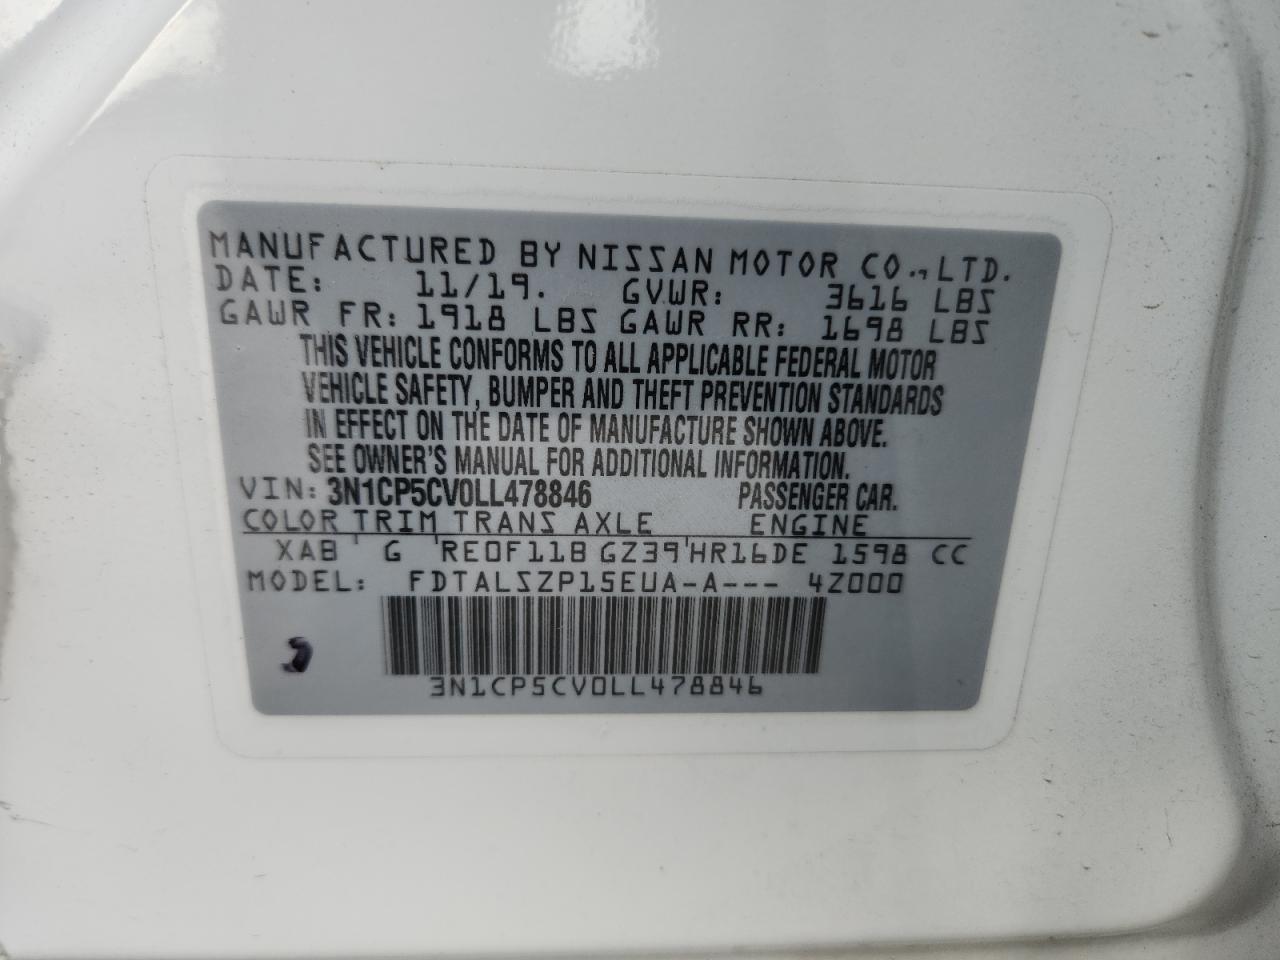 MANUFACTURED BY NISSAN MOTOR CO.,LTD.
DATE: 11/19. GVWR: 3616 LBS
GAWR FR: 1918 LBS GAWR RR: 1698 LBS
THIS VEHICLE CONFORMS TO ALL APPLICABLE FEDERAL MOTOR
VEHICLE SAFETY, BUMPER AND THEFT PREVENTION STANDARDS
IN EFFECT ON THE DATE OF MANUFACTURE SHOWN ABOVE.
SEE OWNER'S MANUAL FOR ADDITIONAL INFORMATION.
VIN: 3N1CP5CV0LL478846 PASSENGER CAR.
COLOR TRIM TRANS AXLE ENGINE
XAB G RE0F11B GZ39 HR16DE 1598 CC
MODEL: FDTALSZP15EUA-A--- 4Z000
3N1CP5CV0LL478846